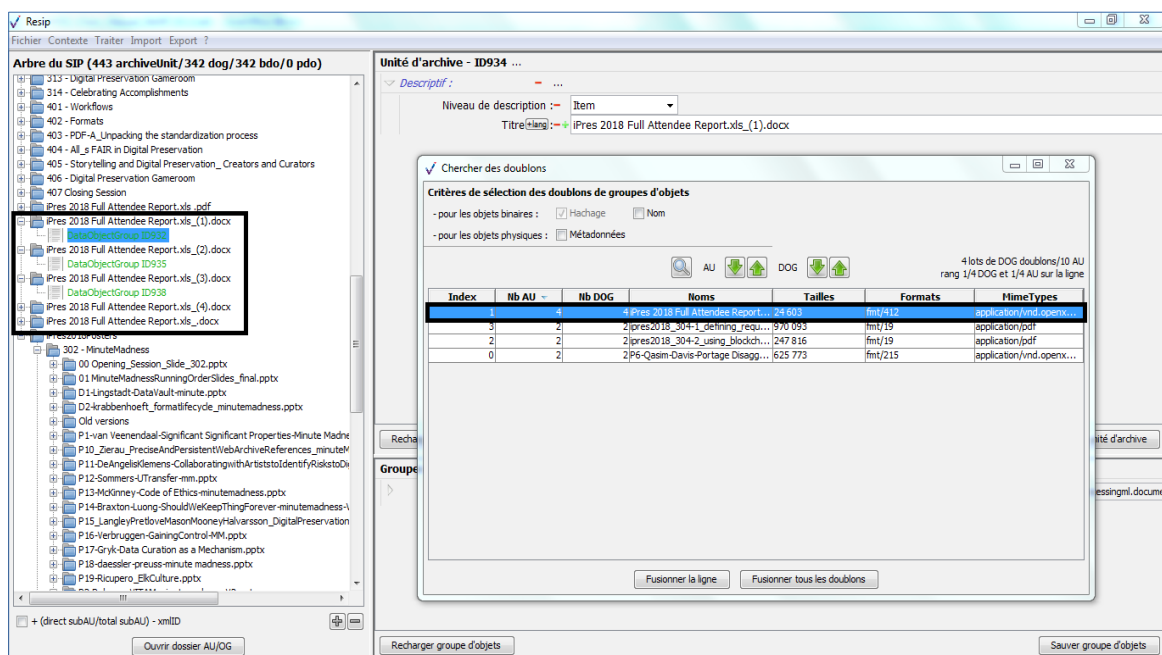 Resip
Fichier Contexte Traiter Import Export ?
Arbre du SIP (443 archiveUnit/342 dog/342 bdo/0 pdo)
313 - Digital Preservation Gameroom
314 - Celebrating Accomplishments
401 - Workflows
402 - Formats
403 - PDF-A_Unpacking the standardization process
404 - All_s FAIR in Digital Preservation
405 - Storytelling and Digital Preservation_ Creators and Curators
406 - Digital Preservation Gameroom
407 Closing Session
iPres 2018 Full Attendee Report.xls .pdf
iPres 2018 Full Attendee Report.xls_(1).docx
DataObjectGroup ID932
iPres 2018 Full Attendee Report.xls_(2).docx
DataObjectGroup ID935
iPres 2018 Full Attendee Report.xls_(3).docx
DataObjectGroup ID938
iPres 2018 Full Attendee Report.xls_(4).docx
iPres 2018 Full Attendee Report.xls_.docx
iPres2018Posters
302 - MinuteMadness
00 Opening_Session_Slide_302.pptx
01 MinuteMadnessRunningOrderSlides_final.pptx
D1-Lingstadt-DataVault-minute.pptx
D2-krabbenhoeft_formatlifecycle_minutemadness.pptx
Old versions
P1-van Veenendaal-Significant Significant Properties-Minute Madne
P10_Zierau_PreciseAndPersistentWebArchiveReferences_minuteM
P11-DeAngelisKlemens-CollaboratingwithArtiststoIdentifyRiskstoDi
P12-Sommers-UTransfer-mm.pptx
P13-McKinney-Code of Ethics-minutemadness.pptx
P14-Braxton-Luong-ShouldWeKeepThingForever-minutemadness-V
P15_LangleyPretloveMasonMooneyHalvarsson_DigitalPreservation
P16-Verbruggen-GainingControl-MM.pptx
P17-Gryk-Data Curation as a Mechanism.pptx
P18-daessler-preuss-minute madness.pptx
P19-Ricupero_ElkCulture.pptx
+ (direct subAU/total subAU) - xmlID
Ouvrir dossier AU/OG
Unité d'archive - ID934 ...
Descriptif : − ...
Niveau de description :− Item
Titre +lang :−+ iPres 2018 Full Attendee Report.xls_(1).docx
Chercher des doublons
Critères de sélection des doublons de groupes d'objets
- pour les objets binaires : Hachage Nom
- pour les objets physiques : Métadonnées
AU DOG
4 lots de DOG doublons/10 AU
rang 1/4 DOG et 1/4 AU sur la ligne
Index Nb AU Nb DOG Noms Tailles Formats MimeTypes
1 4 4 iPres 2018 Full Attendee Report... 24 603 fmt/412 application/vnd.openx...
3 2 2 ipres2018_304-1_defining_requ... 970 093 fmt/19 application/pdf
2 2 2 ipres2018_304-2_using_blockch... 247 816 fmt/19 application/pdf
0 2 2 P6-Qasim-Davis-Portage Disagg... 625 773 fmt/215 application/vnd.openx...
Fusionner la ligne Fusionner tous les doublons
Recha
nité d'archive
Groupe
essingml.docume
Recharger groupe d'objets
Sauver groupe d'objets